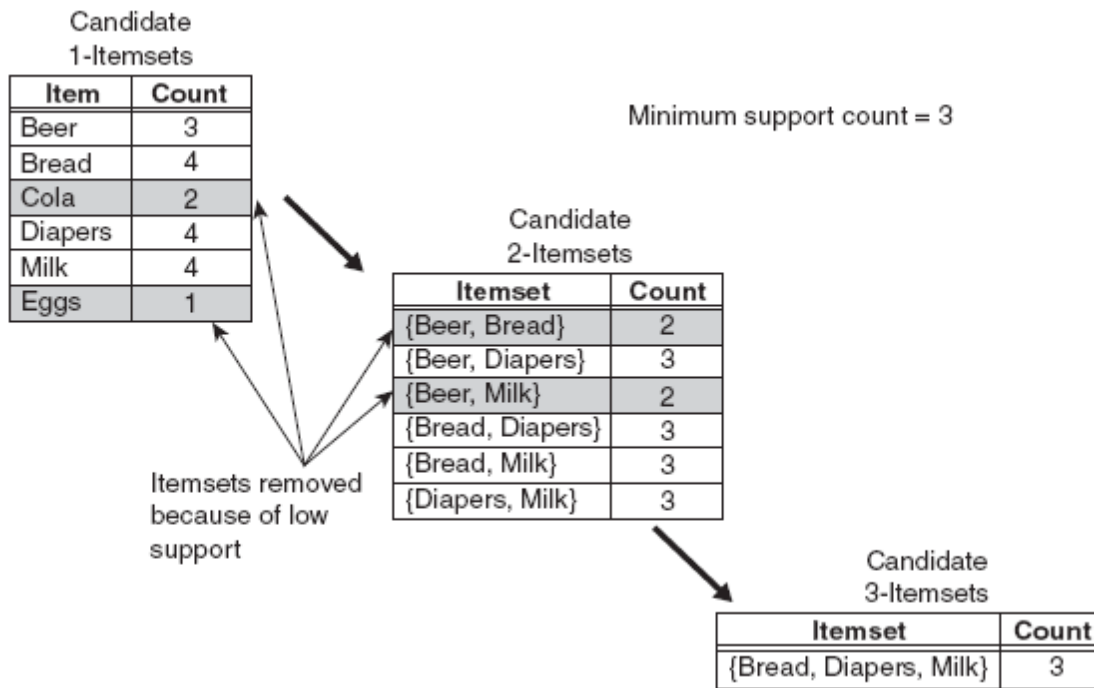 Candidate
1-Itemsets
Item Count
Beer 3
Bread 4
Cola 2
Diapers 4
Milk 4
Eggs 1
Minimum support count = 3
Candidate
2-Itemsets
Itemset Count
{Beer, Bread} 2
{Beer, Diapers} 3
{Beer, Milk} 2
{Bread, Diapers} 3
{Bread, Milk} 3
{Diapers, Milk} 3
Itemsets removed
because of low
support
Candidate
3-Itemsets
Itemset Count
{Bread, Diapers, Milk} 3